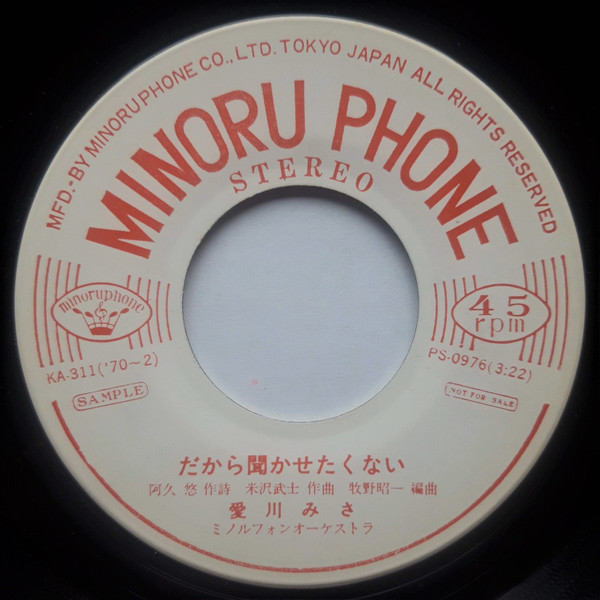 MFD.-BY MINORUPHONE CO., LTD. TOKYO JAPAN ALL RIGHTS RESERVED
MINORU PHONE
STEREO
minoruphone
45
rpm
KA-311('70~2)
PS-0976(3:22)
SAMPLE
NOT FOR SALE
だから聞かせたくない
阿久 悠 作詩 米沢武士 作曲 牧野昭一 編曲
愛川みさ
ミノルフォンオーケストラ